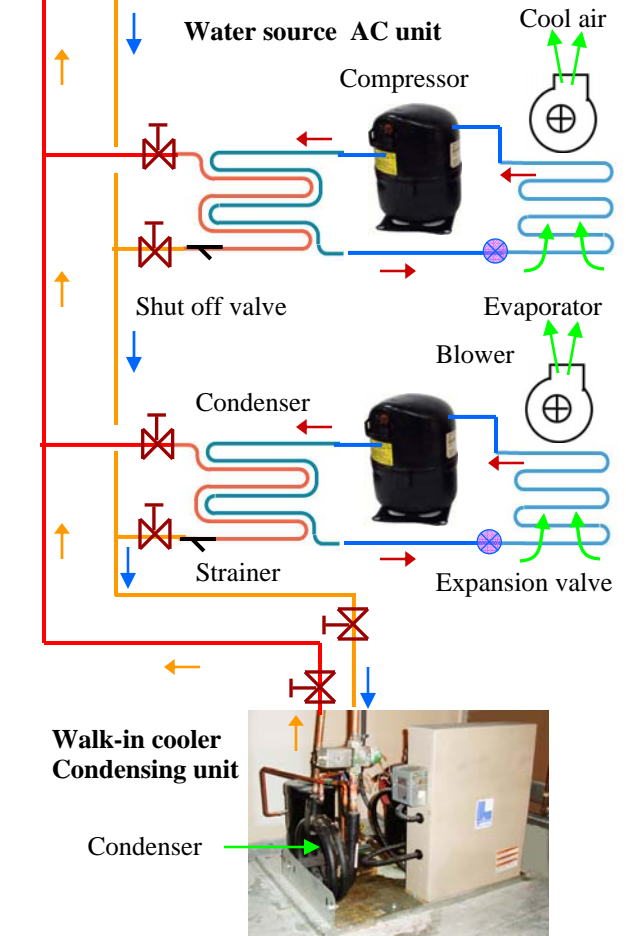 Water source AC unit
Cool air
Compressor
Shut off valve
Evaporator
Blower
Condenser
Strainer
Expansion valve
Walk-in cooler
Condensing unit
Condenser